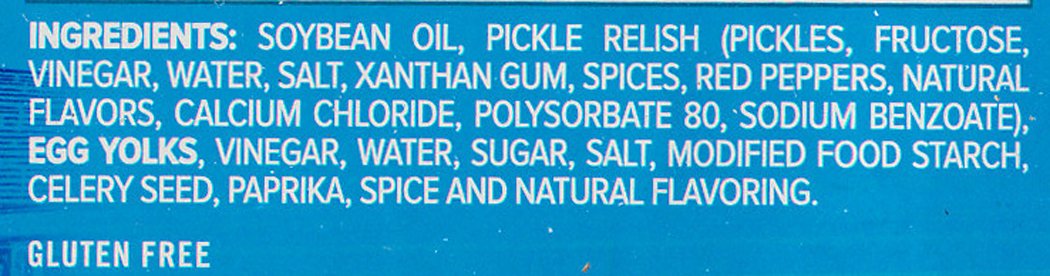 INGREDIENTS: SOYBEAN OIL, PICKLE RELISH (PICKLES, FRUCTOSE,
VINEGAR, WATER, SALT, XANTHAN GUM, SPICES, RED PEPPERS, NATURAL
FLAVORS, CALCIUM CHLORIDE, POLYSORBATE 80, SODIUM BENZOATE),
EGG YOLKS, VINEGAR, WATER, SUGAR, SALT, MODIFIED FOOD STARCH,
CELERY SEED, PAPRIKA, SPICE AND NATURAL FLAVORING.
GLUTEN FREE